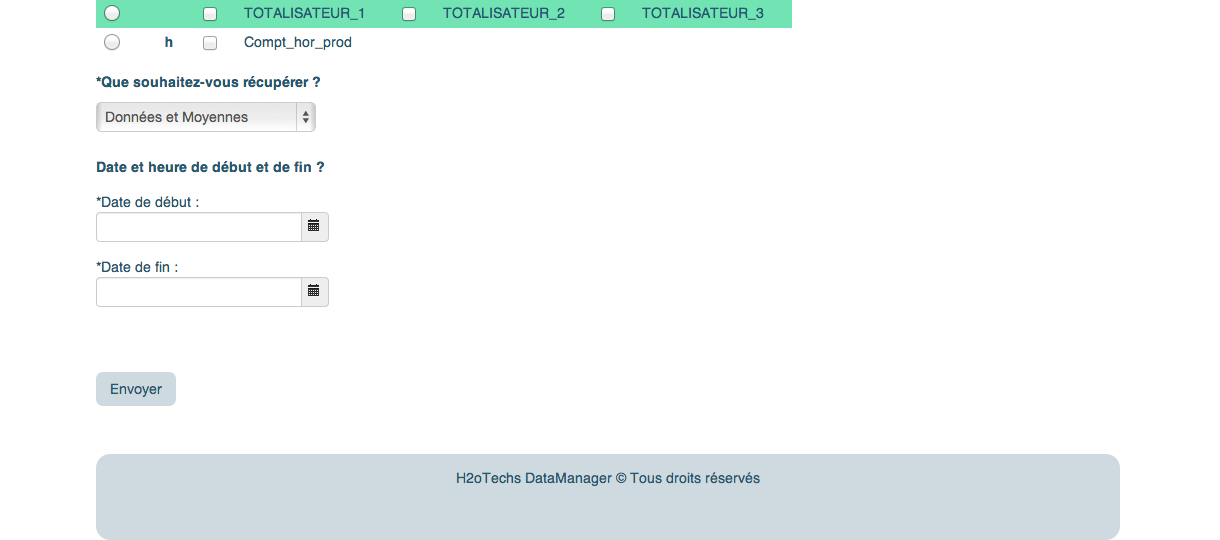 TOTALISATEUR_1 TOTALISATEUR_2 TOTALISATEUR_3
h Compt_hor_prod
*Que souhaitez-vous récupérer ?
Données et Moyennes
Date et heure de début et de fin ?
*Date de début :
*Date de fin :
Envoyer
H2oTechs DataManager © Tous droits réservés